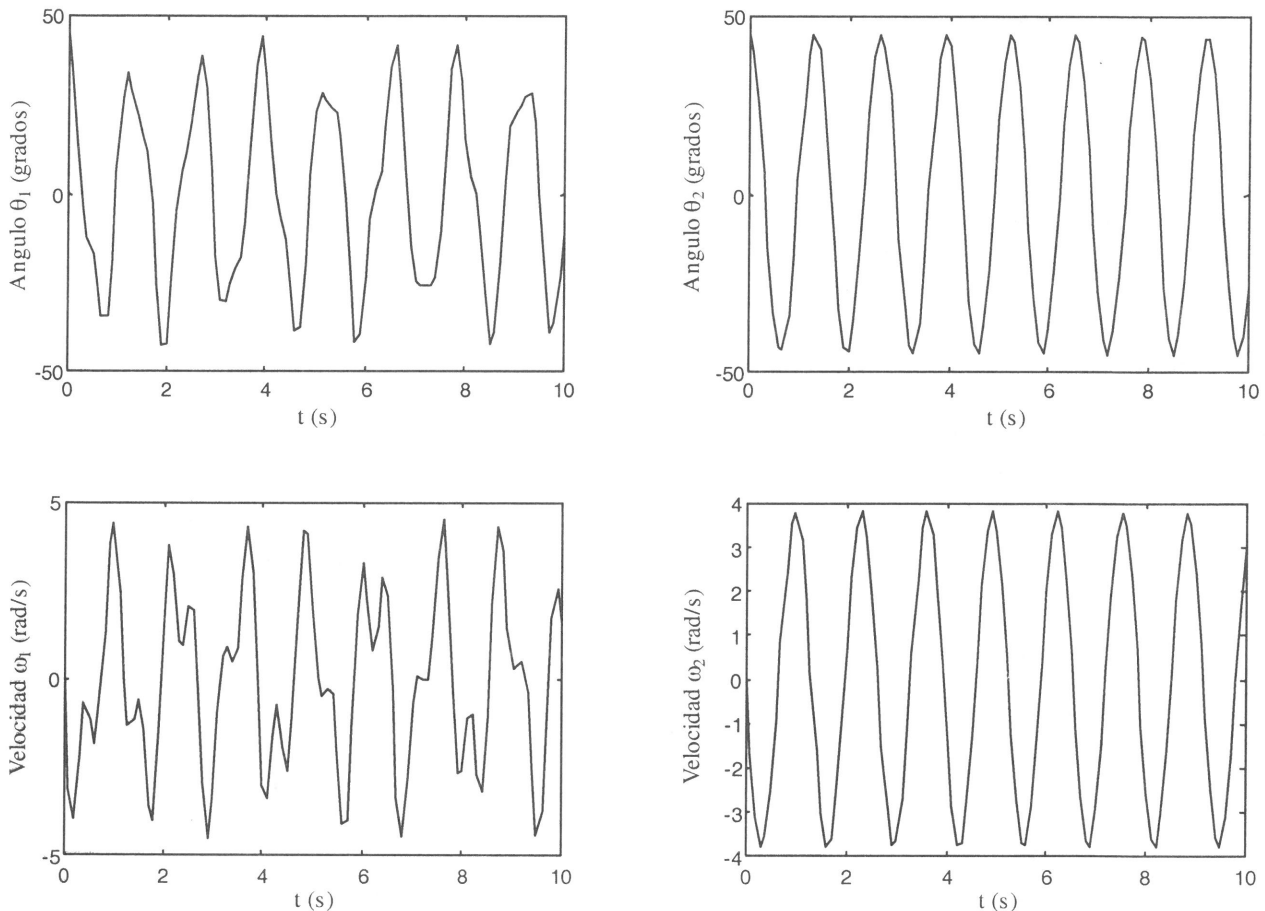 50
0
-50
Angulo θ₁ (grados)
0 2 4 6 8 10
t (s)
50
0
-50
Angulo θ₂ (grados)
0 2 4 6 8 10
t (s)
5
0
-5
Velocidad ω₁ (rad/s)
0 2 4 6 8 10
t (s)
4
3
2
1
0
-1
-2
-3
-4
Velocidad ω₂ (rad/s)
0 2 4 6 8 10
t (s)